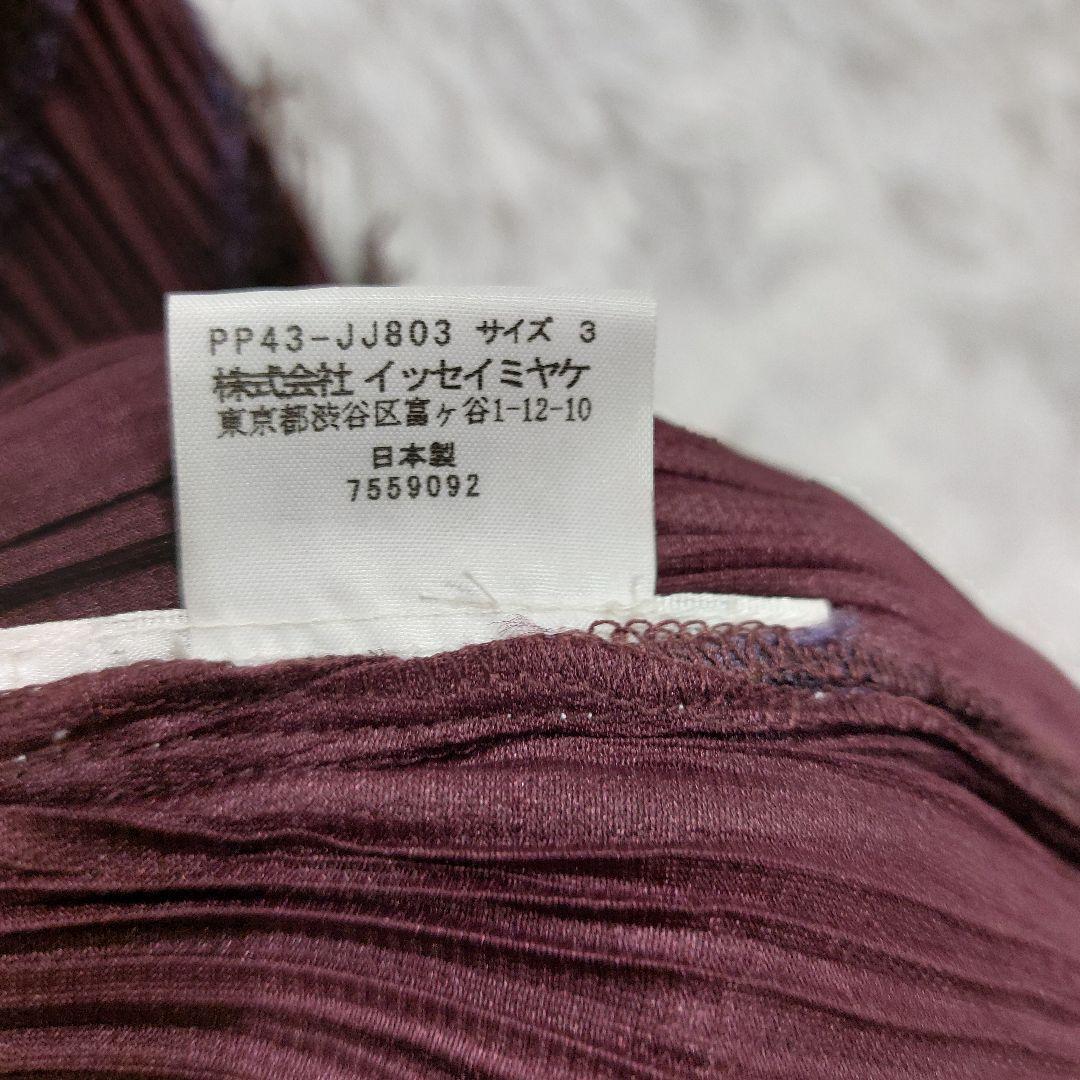 PP43-JJ803 サイズ 3
株式会社 イッセイミヤケ
東京都渋谷区富ヶ谷1-12-10
日本製
7559092